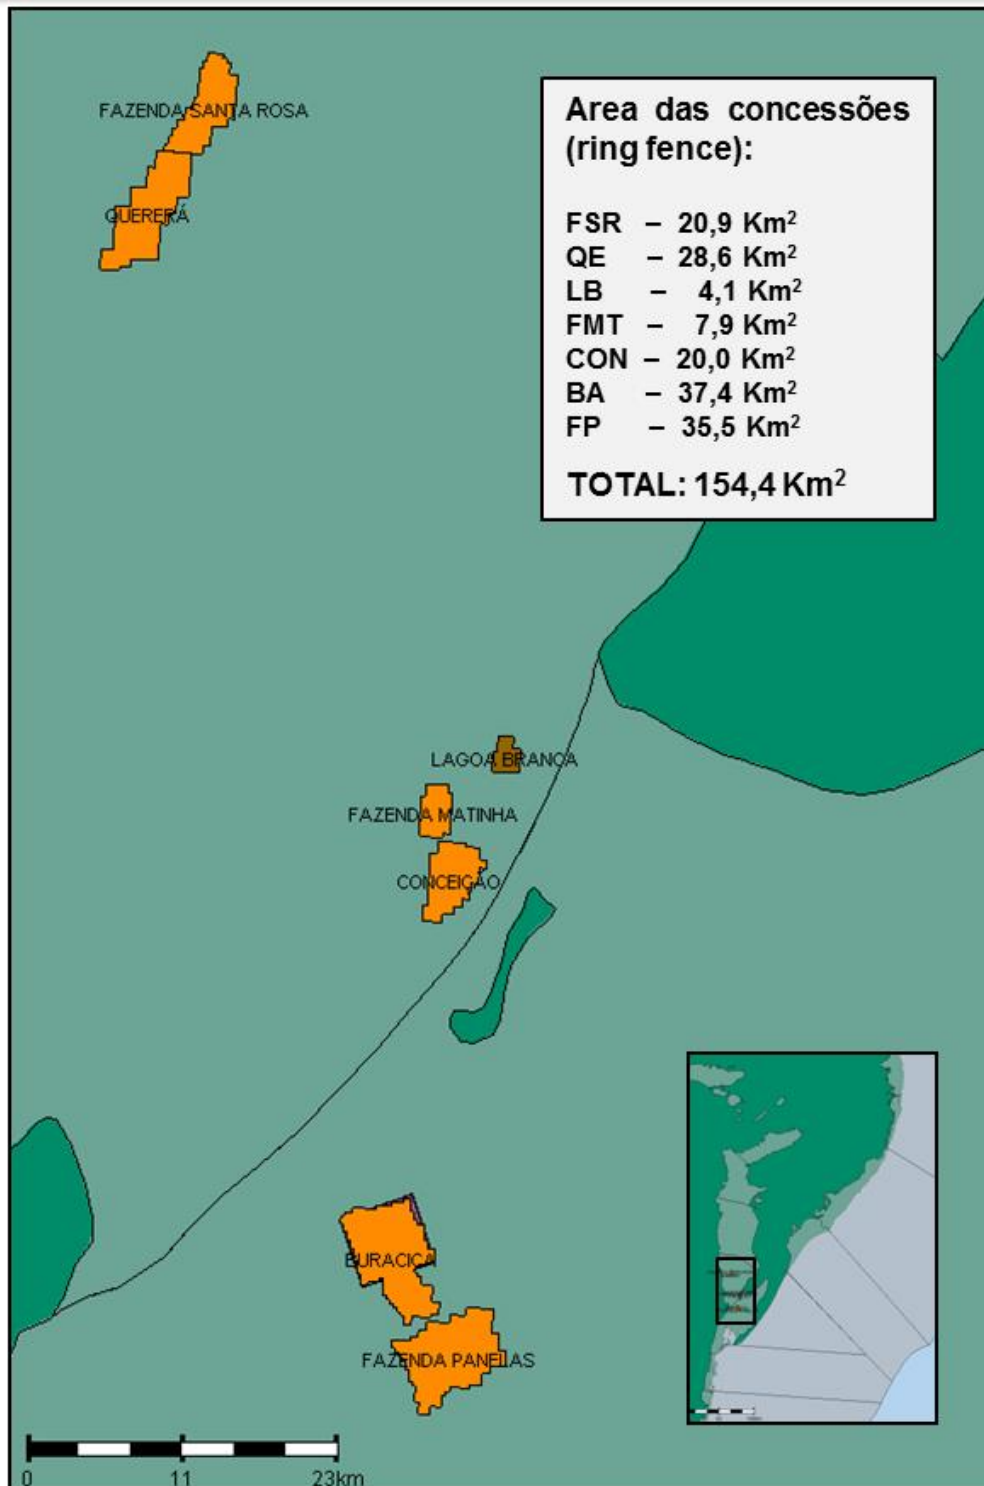 FAZENDA SANTA ROSA
QUERERÁ
Area das concessões
(ring fence):
FSR – 20,9 Km²
QE – 28,6 Km²
LB – 4,1 Km²
FMT – 7,9 Km²
CON – 20,0 Km²
BA – 37,4 Km²
FP – 35,5 Km²
TOTAL: 154,4 Km²
LAGOA BRANCA
FAZENDA MATINHA
CONCEIÇÃO
BURACICA
FAZENDA PANELAS
0 11 23km